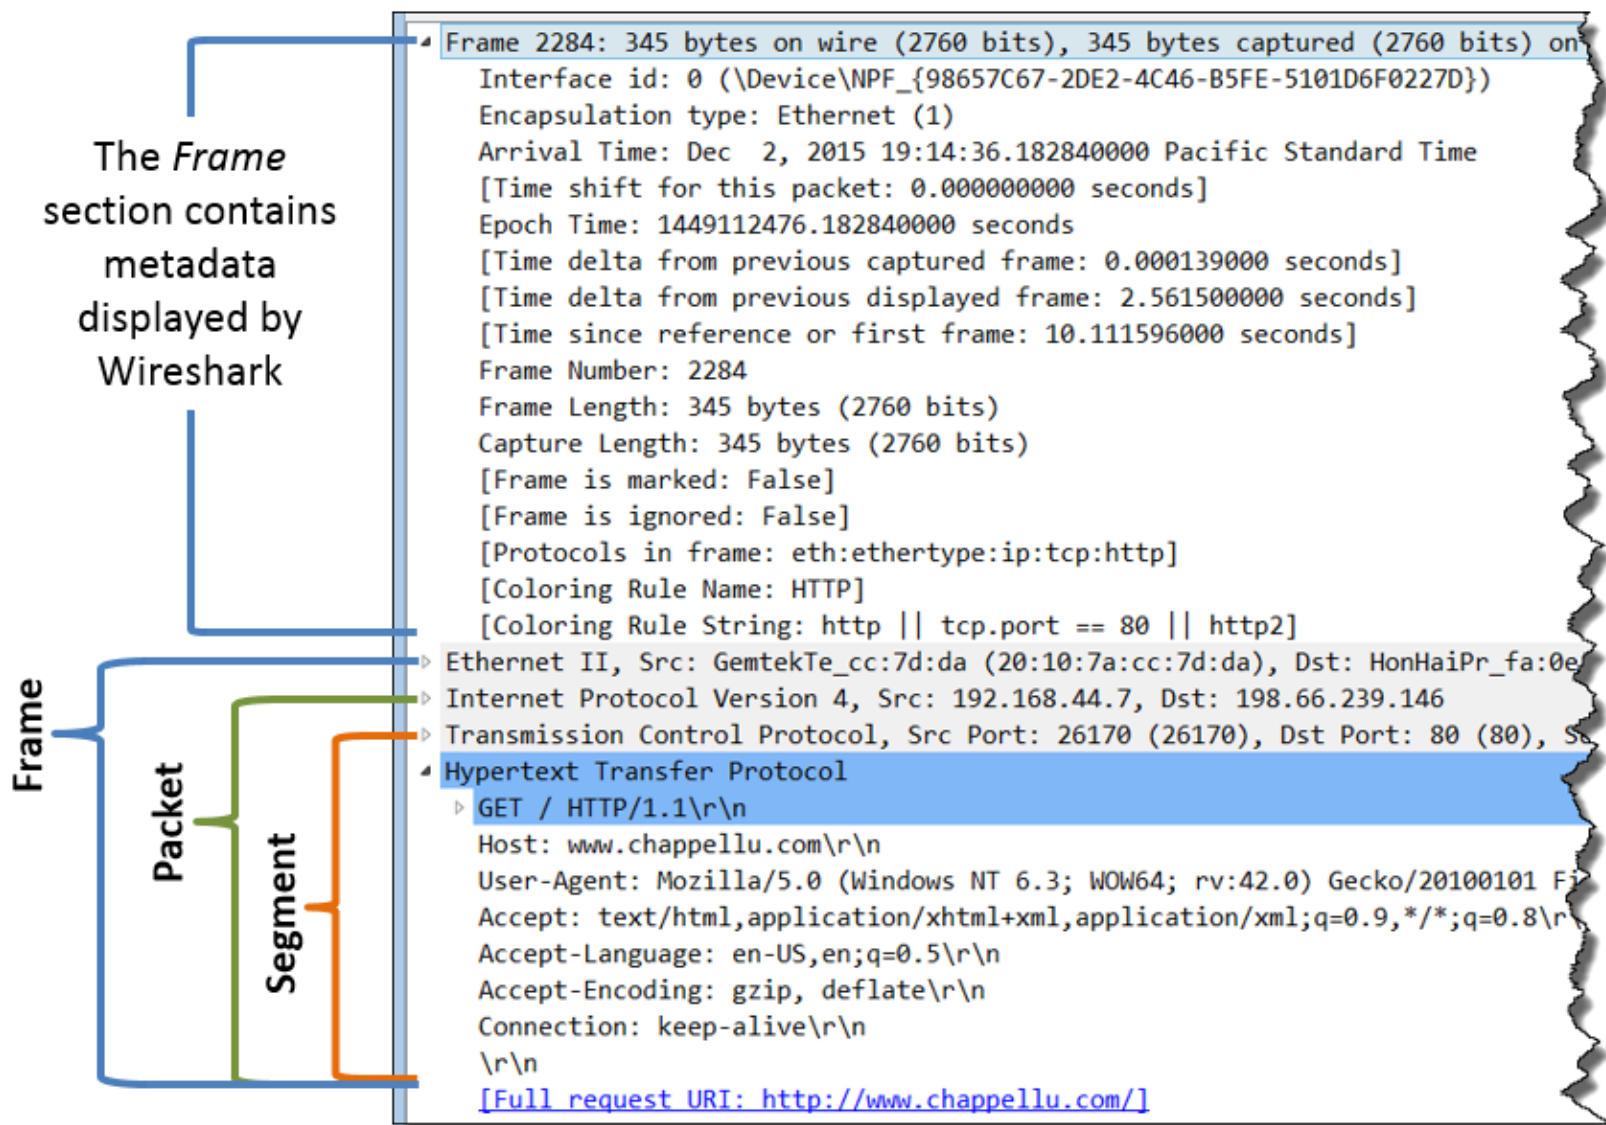 Frame 2284: 345 bytes on wire (2760 bits), 345 bytes captured (2760 bits) on
Interface id: 0 (\Device\NPF_{98657C67-2DE2-4C46-B5FE-5101D6F0227D})
Encapsulation type: Ethernet (1)
Arrival Time: Dec  2, 2015 19:14:36.182840000 Pacific Standard Time
[Time shift for this packet: 0.000000000 seconds]
Epoch Time: 1449112476.182840000 seconds
[Time delta from previous captured frame: 0.000139000 seconds]
[Time delta from previous displayed frame: 2.561500000 seconds]
[Time since reference or first frame: 10.111596000 seconds]
Frame Number: 2284
Frame Length: 345 bytes (2760 bits)
Capture Length: 345 bytes (2760 bits)
[Frame is marked: False]
[Frame is ignored: False]
[Protocols in frame: eth:ethertype:ip:tcp:http]
[Coloring Rule Name: HTTP]
[Coloring Rule String: http || tcp.port == 80 || http2]
The Frame
section contains
metadata
displayed by
Wireshark
Ethernet II, Src: GemtekTe_cc:7d:da (20:10:7a:cc:7d:da), Dst: HonHaiPr_fa:0e
Internet Protocol Version 4, Src: 192.168.44.7, Dst: 198.66.239.146
Transmission Control Protocol, Src Port: 26170 (26170), Dst Port: 80 (80),
Hypertext Transfer Protocol
GET / HTTP/1.1\r\n
Host: www.chappellu.com\r\n
User-Agent: Mozilla/5.0 (Windows NT 6.3; WOW64; rv:42.0) Gecko/20100101
Accept: text/html,application/xhtml+xml,application/xml;q=0.9,*/*;q=0.8\r
Accept-Language: en-US,en;q=0.5\r\n
Accept-Encoding: gzip, deflate\r\n
Connection: keep-alive\r\n
\r\n
[Full request URI: http://www.chappellu.com/]
Frame
Packet
Segment